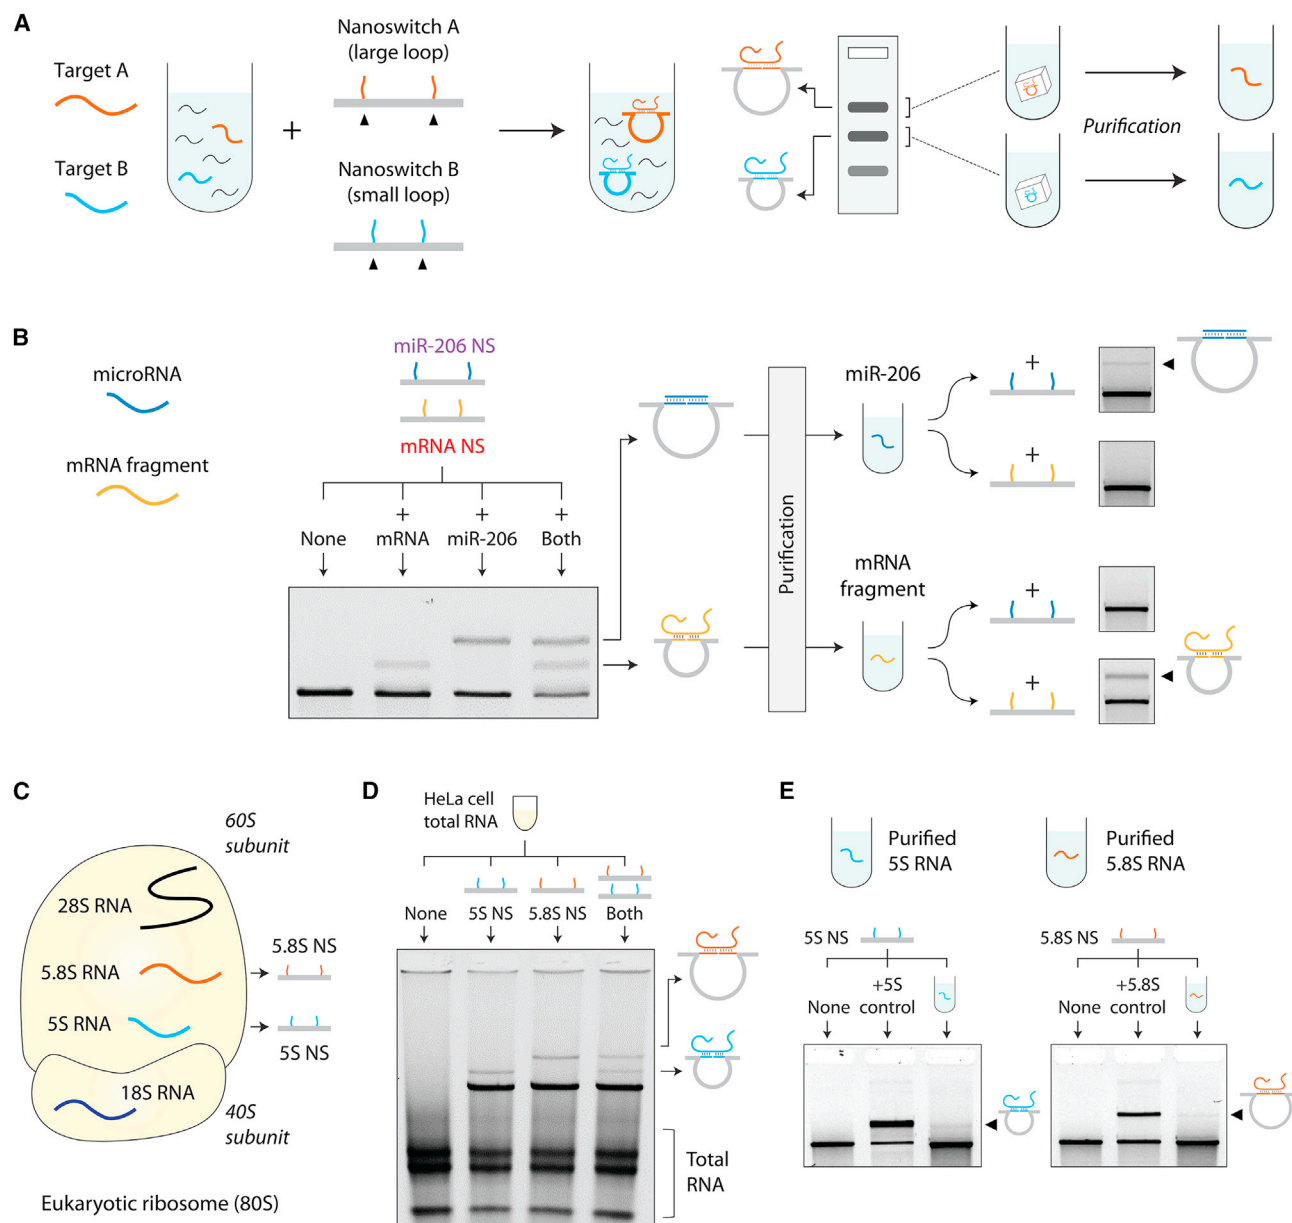 A
Target A
Target B
+
Nanoswitch A
(large loop)
Nanoswitch B
(small loop)
Purification
B
microRNA
mRNA fragment
miR-206 NS
mRNA NS
None
+
mRNA
+
miR-206
+
Both
Purification
miR-206
+
+
mRNA
fragment
+
+
C
60S
subunit
28S RNA
5.8S RNA
5S RNA
18S RNA
5.8S NS
5S NS
40S
subunit
Eukaryotic ribosome (80S)
D
HeLa cell
total RNA
None
5S NS
5.8S NS
Both
Total
RNA
E
Purified
5S RNA
5S NS
None
+5S
control
Purified
5.8S RNA
5.8S NS
None
+5.8S
control